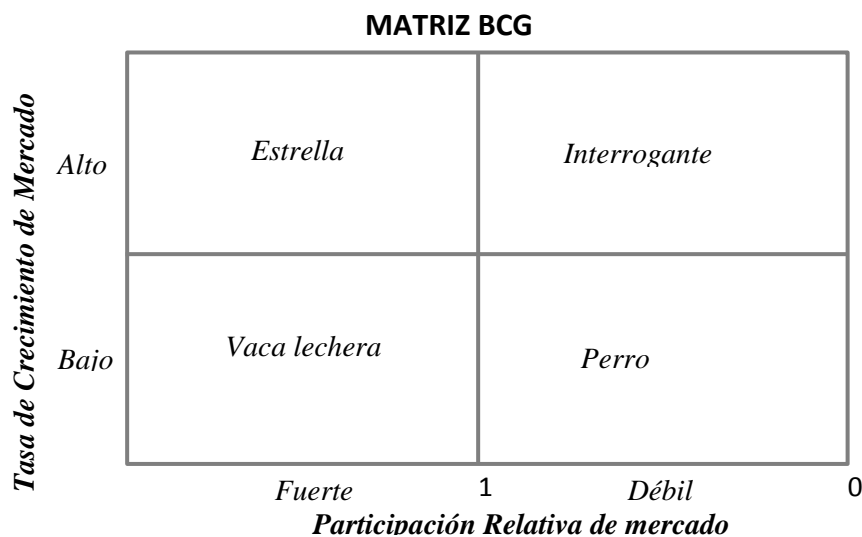 MATRIZ BCG
Tasa de Crecimiento de Mercado
Alto
Estrella
Interrogante
Bajo
Vaca lechera
Perro
Fuerte
1
Débil
0
Participación Relativa de mercado